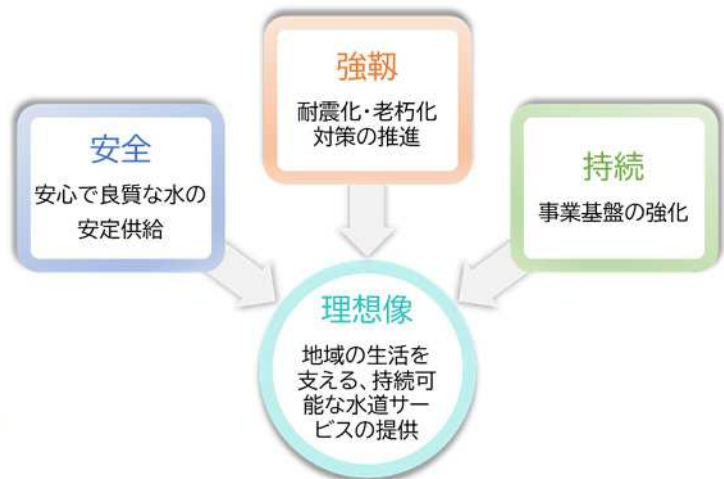 強靱
耐震化・老朽化
対策の推進
安全
安心で良質な水の
安定供給
持続
事業基盤の強化
理想像
地域の生活を
支える、持続可
能な水道サー
ビスの提供